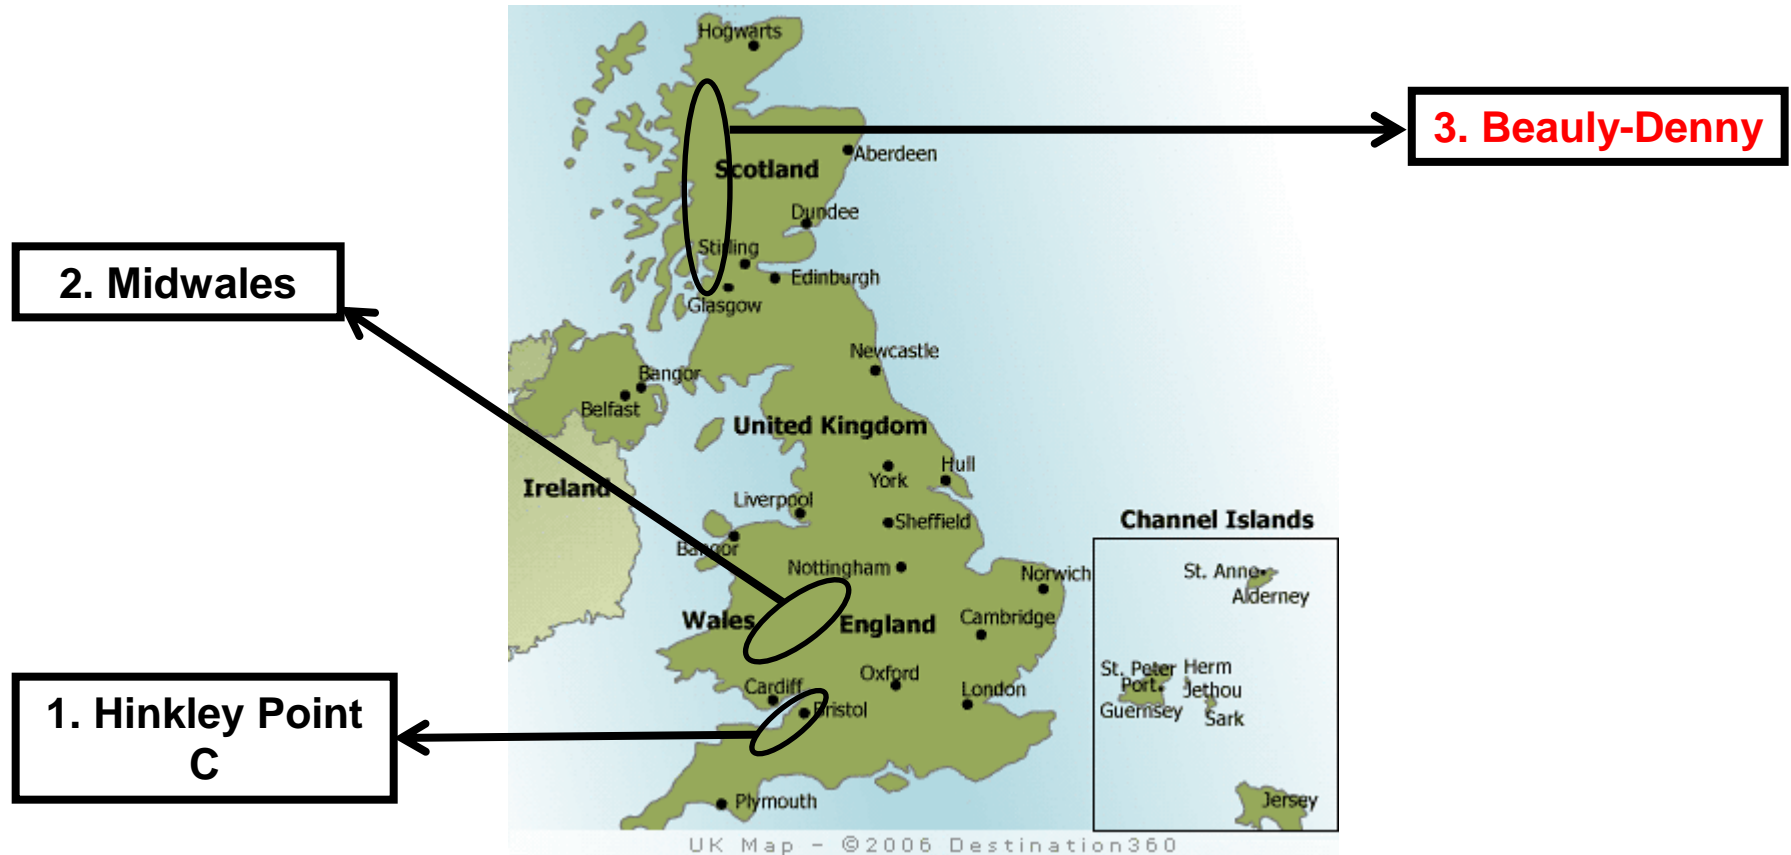 Hogwarts
3. Beauly-Denny
Aberdeen
Scotland
Dundee
Stirling
2. Midwales
Edinburgh
Glasgow
Newcastle
Bangor
Belfast
United Kingdom
Hull
York
Ireland
Liverpool
Sheffield
Channel Islands
Bangor
Nottingham
Norwich
St. Anne
Alderney
Wales
England
Cambridge
St. Peter
Port
Herm
Jethou
Guernsey
Sark
Oxford
Cardiff
London
Bristol
1. Hinkley Point
C
Plymouth
Jersey
UK Map - ©2006 Destination360